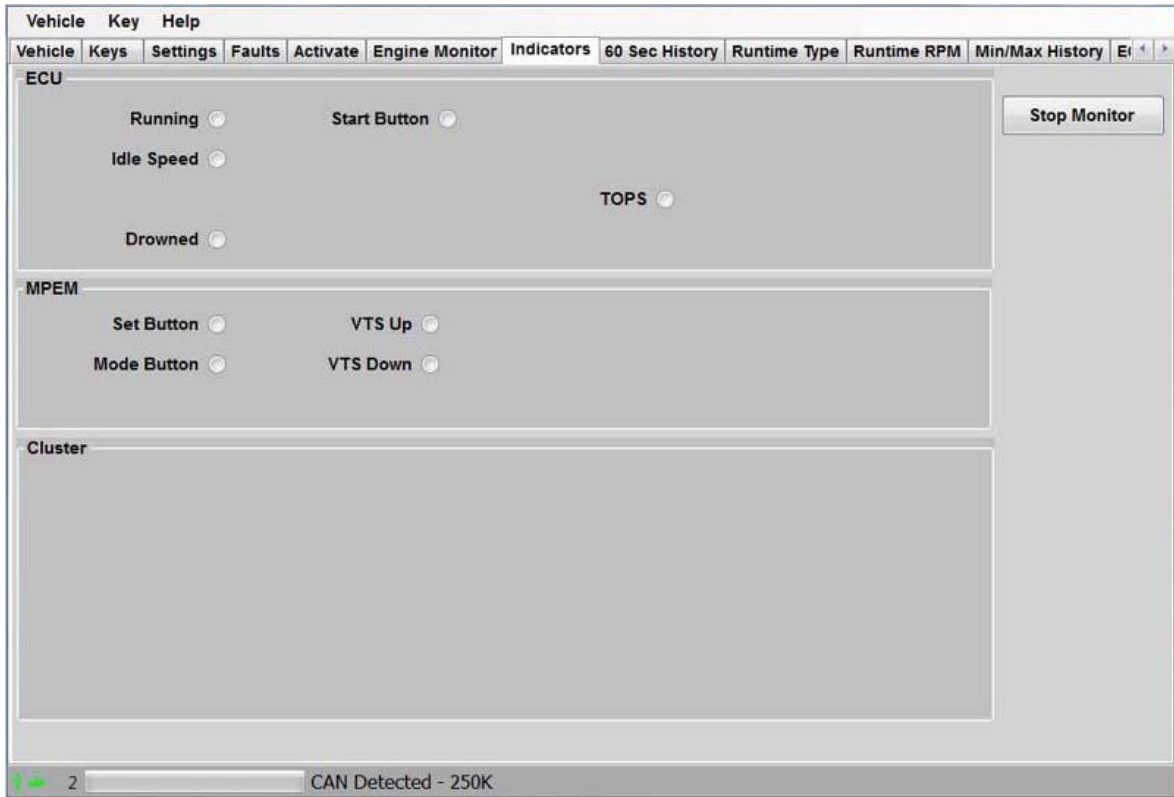 Vehicle Key Help
Vehicle Keys Settings Faults Activate Engine Monitor Indicators 60 Sec History Runtime Type Runtime RPM Min/Max History
ECU
Running Start Button
Stop Monitor
Idle Speed
TOPS
Drowned
MPEM
Set Button VTS Up
Mode Button VTS Down
Cluster
2 CAN Detected - 250K